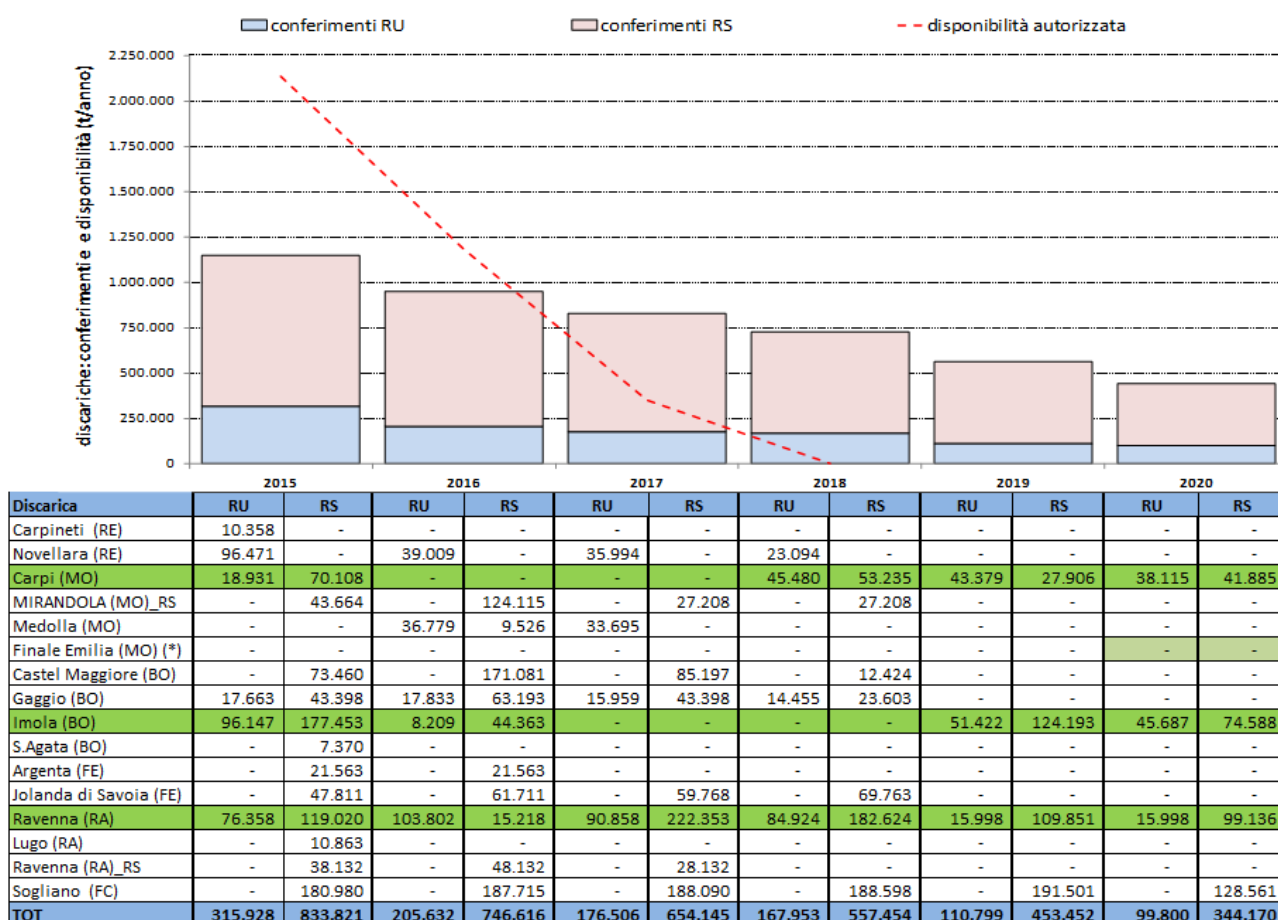 conferimenti RU conferimenti RS disponibilità autorizzata
discariche: conferimenti e disponibilità (t/anno)
2.250.000
2.000.000
1.750.000
1.500.000
1.250.000
1.000.000
750.000
500.000
250.000
0
2015 2016 2017 2018 2019 2020
Discarica RU RS RU RS RU RS RU RS RU RS RU RS
Carpineti (RE) 10.358 - - - - - - - - - - -
Novellara (RE) 96.471 - 39.009 - 35.994 - 23.094 - - - - -
Carpi (MO) 18.931 70.108 - - - - 45.480 53.235 43.379 27.906 38.115 41.885
MIRANDOLA (MO)_RS - 43.664 - 124.115 - 27.208 - 27.208 - - - -
Medolla (MO) - - 36.779 9.526 33.695 - - - - - - -
Finale Emilia (MO) (*) - - - - - - - - - - - -
Castel Maggiore (BO) - 73.460 - 171.081 - 85.197 - 12.424 - - - -
Gaggio (BO) 17.663 43.398 17.833 63.193 15.959 43.398 14.455 23.603 - - - -
Imola (BO) 96.147 177.453 8.209 44.363 - - - - 51.422 124.193 45.687 74.588
S.Agata (BO) - 7.370 - - - - - - - - - -
Argenta (FE) - 21.563 - 21.563 - - - - - - - -
Jolanda di Savoia (FE) - 47.811 - 61.711 - 59.768 - 69.763 - - - -
Ravenna (RA) 76.358 119.020 103.802 15.218 90.858 222.353 84.924 182.624 15.998 109.851 15.998 99.136
Lugo (RA) - 10.863 - - - - - - - - - -
Ravenna (RA)_RS - 38.132 - 48.132 - 28.132 - - - - - -
Sogliano (FC) - 180.980 - 187.715 - 188.090 - 188.598 - 191.501 - 128.561
TOT 315.928 833.821 205.632 746.616 176.506 654.145 167.953 557.454 110.799 453.452 99.800 344.170